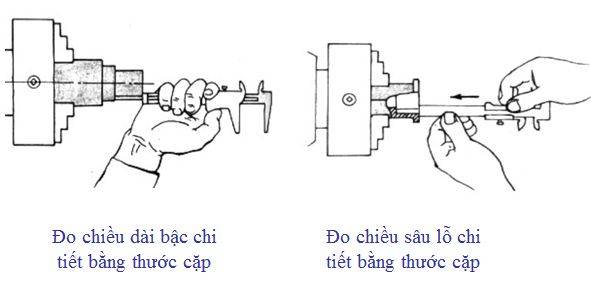 Đo chiều dài bậc chi
tiết bằng thước cặp
Đo chiều sâu lỗ chi
tiết bằng thước cặp